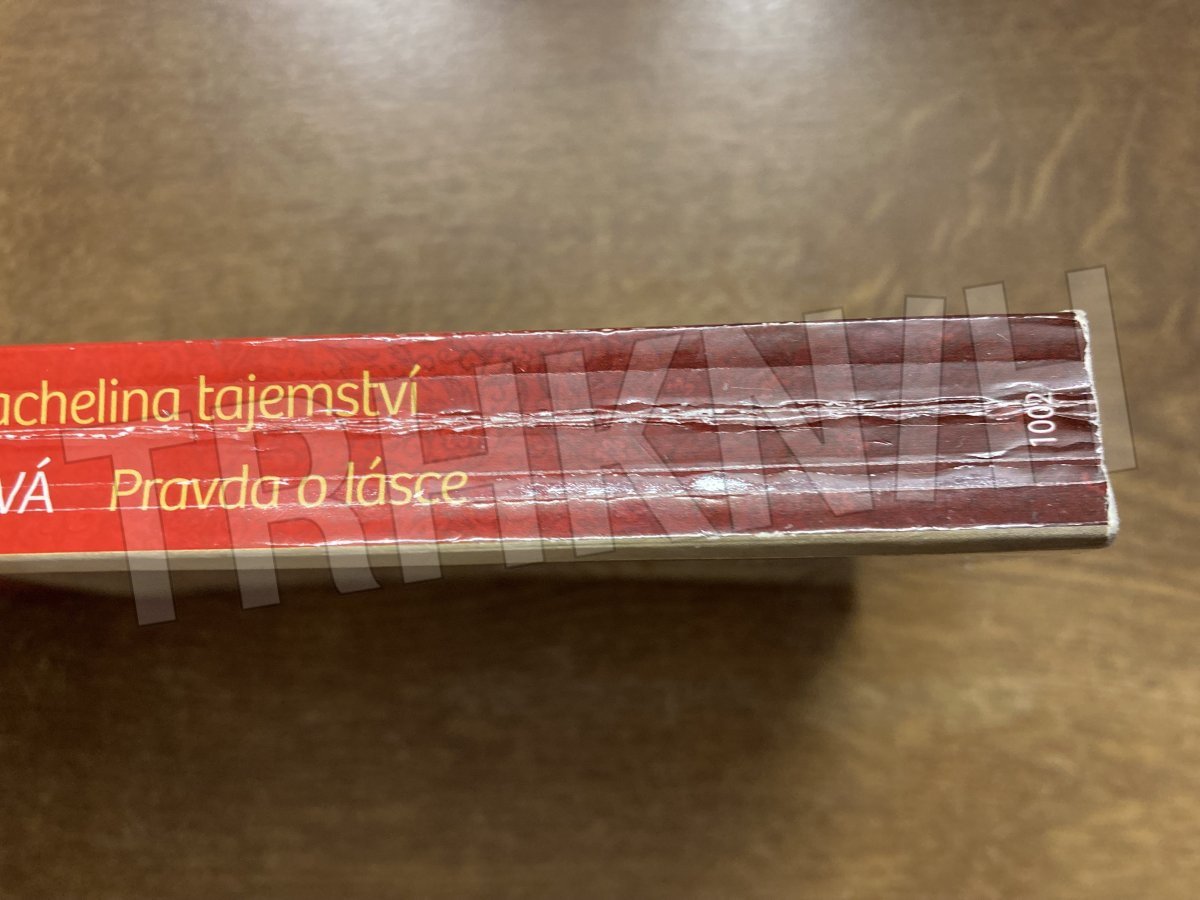 achelina tajemství
VÁ Pravda o lásce
1002
TRHKNIH